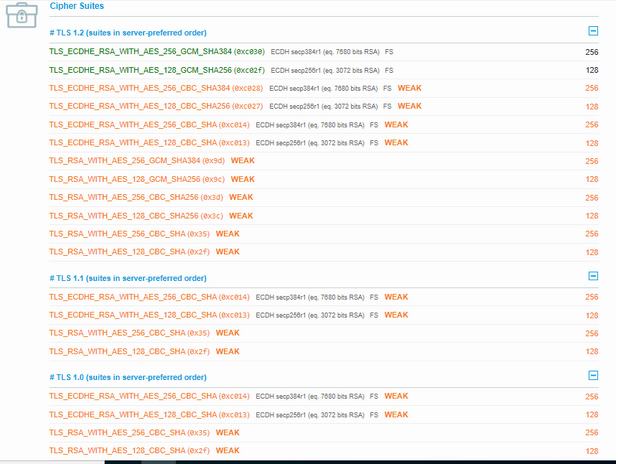 Cipher Suites
# TLS 1.2 (suites in server-preferred order)
TLS_ECDHE_RSA_WITH_AES_256_GCM_SHA384 (0xc030) ECDH secp384r1 (eq. 7680 bits RSA) FS 256
TLS_ECDHE_RSA_WITH_AES_128_GCM_SHA256 (0xc02f) ECDH secp256r1 (eq. 3072 bits RSA) FS 128
TLS_ECDHE_RSA_WITH_AES_256_CBC_SHA384 (0xc028) ECDH secp384r1 (eq. 7680 bits RSA) FS WEAK 256
TLS_ECDHE_RSA_WITH_AES_128_CBC_SHA256 (0xc027) ECDH secp256r1 (eq. 3072 bits RSA) FS WEAK 128
TLS_ECDHE_RSA_WITH_AES_256_CBC_SHA (0xc014) ECDH secp384r1 (eq. 7680 bits RSA) FS WEAK 256
TLS_ECDHE_RSA_WITH_AES_128_CBC_SHA (0xc013) ECDH secp256r1 (eq. 3072 bits RSA) FS WEAK 128
TLS_RSA_WITH_AES_256_GCM_SHA384 (0x9d) WEAK 256
TLS_RSA_WITH_AES_128_GCM_SHA256 (0x9c) WEAK 128
TLS_RSA_WITH_AES_256_CBC_SHA256 (0x3d) WEAK 256
TLS_RSA_WITH_AES_128_CBC_SHA256 (0x3c) WEAK 128
TLS_RSA_WITH_AES_256_CBC_SHA (0x35) WEAK 256
TLS_RSA_WITH_AES_128_CBC_SHA (0x2f) WEAK 128
# TLS 1.1 (suites in server-preferred order)
TLS_ECDHE_RSA_WITH_AES_256_CBC_SHA (0xc014) ECDH secp384r1 (eq. 7680 bits RSA) FS WEAK 256
TLS_ECDHE_RSA_WITH_AES_128_CBC_SHA (0xc013) ECDH secp256r1 (eq. 3072 bits RSA) FS WEAK 128
TLS_RSA_WITH_AES_256_CBC_SHA (0x35) WEAK 256
TLS_RSA_WITH_AES_128_CBC_SHA (0x2f) WEAK 128
# TLS 1.0 (suites in server-preferred order)
TLS_ECDHE_RSA_WITH_AES_256_CBC_SHA (0xc014) ECDH secp384r1 (eq. 7680 bits RSA) FS WEAK 256
TLS_ECDHE_RSA_WITH_AES_128_CBC_SHA (0xc013) ECDH secp256r1 (eq. 3072 bits RSA) FS WEAK 128
TLS_RSA_WITH_AES_256_CBC_SHA (0x35) WEAK 256
TLS_RSA_WITH_AES_128_CBC_SHA (0x2f) WEAK 128